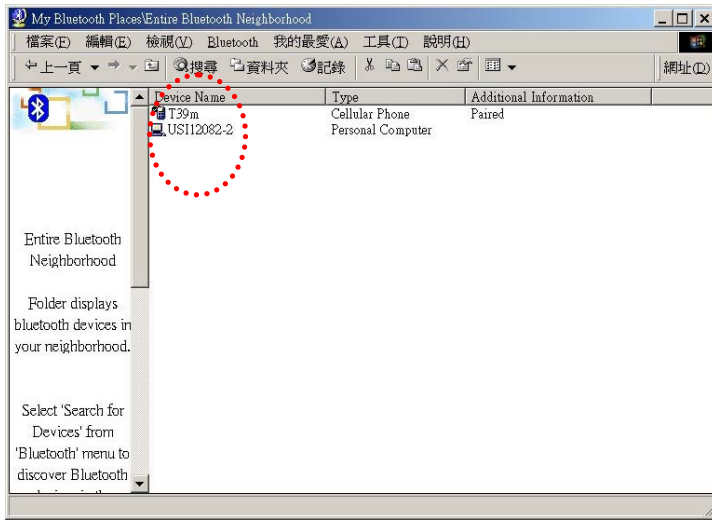 My Bluetooth Places\Entire Bluetooth Neighborhood
檔案(F) 編輯(E) 檢視(V) Bluetooth 我的最愛(A) 工具(T) 說明(H)
上一頁 搜尋 資料夾 記錄 網址(D)
Device Name Type Additional Information
T39m Cellular Phone Paired
USI12082-2 Personal Computer
Entire Bluetooth
Neighborhood
Folder displays
bluetooth devices in
your neighborhood.
Select 'Search for
Devices' from
'Bluetooth' menu to
discover Bluetooth